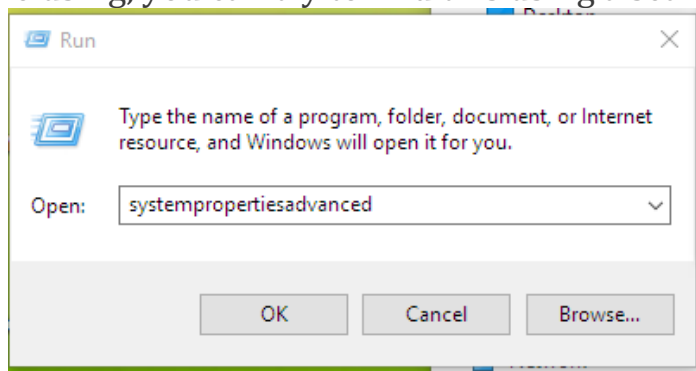 Run
Type the name of a program, folder, document, or Internet
resource, and Windows will open it for you.
Open:
systempropertiesadvanced
OK
Cancel
Browse...